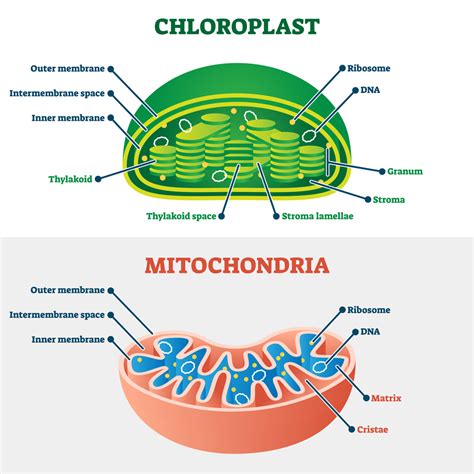 CHLOROPLAST
Outer membrane
Intermembrane space
Inner membrane
Thylakoid
Thylakoid space
Ribosome
DNA
Granum
Stroma
Stroma lamellae
MITOCHONDRIA
Outer membrane
Intermembrane space
Inner membrane
Ribosome
DNA
Matrix
Cristae